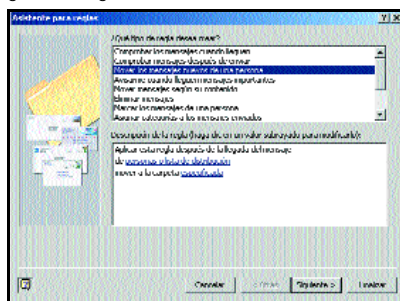 Asistente para reglas
¿Qué tipo de regla desea crear?
Comprobar los mensajes cuando lleguen
Comprobar mensajes después de enviar
Mover los mensajes nuevos de una persona
Avisarme cuando lleguen mensajes importantes
Mover mensajes según su contenido
Eliminar mensajes
Marcar los mensajes de una persona
Asignar categorías a los mensajes enviados
Descripción de la regla (haga clic en un valor subrayado para modificarlo):
Aplicar esta regla después de la llegada del mensaje
de personas o lista de distribución
mover a la carpeta especificada
Cancelar < Atrás Siguiente > Finalizar